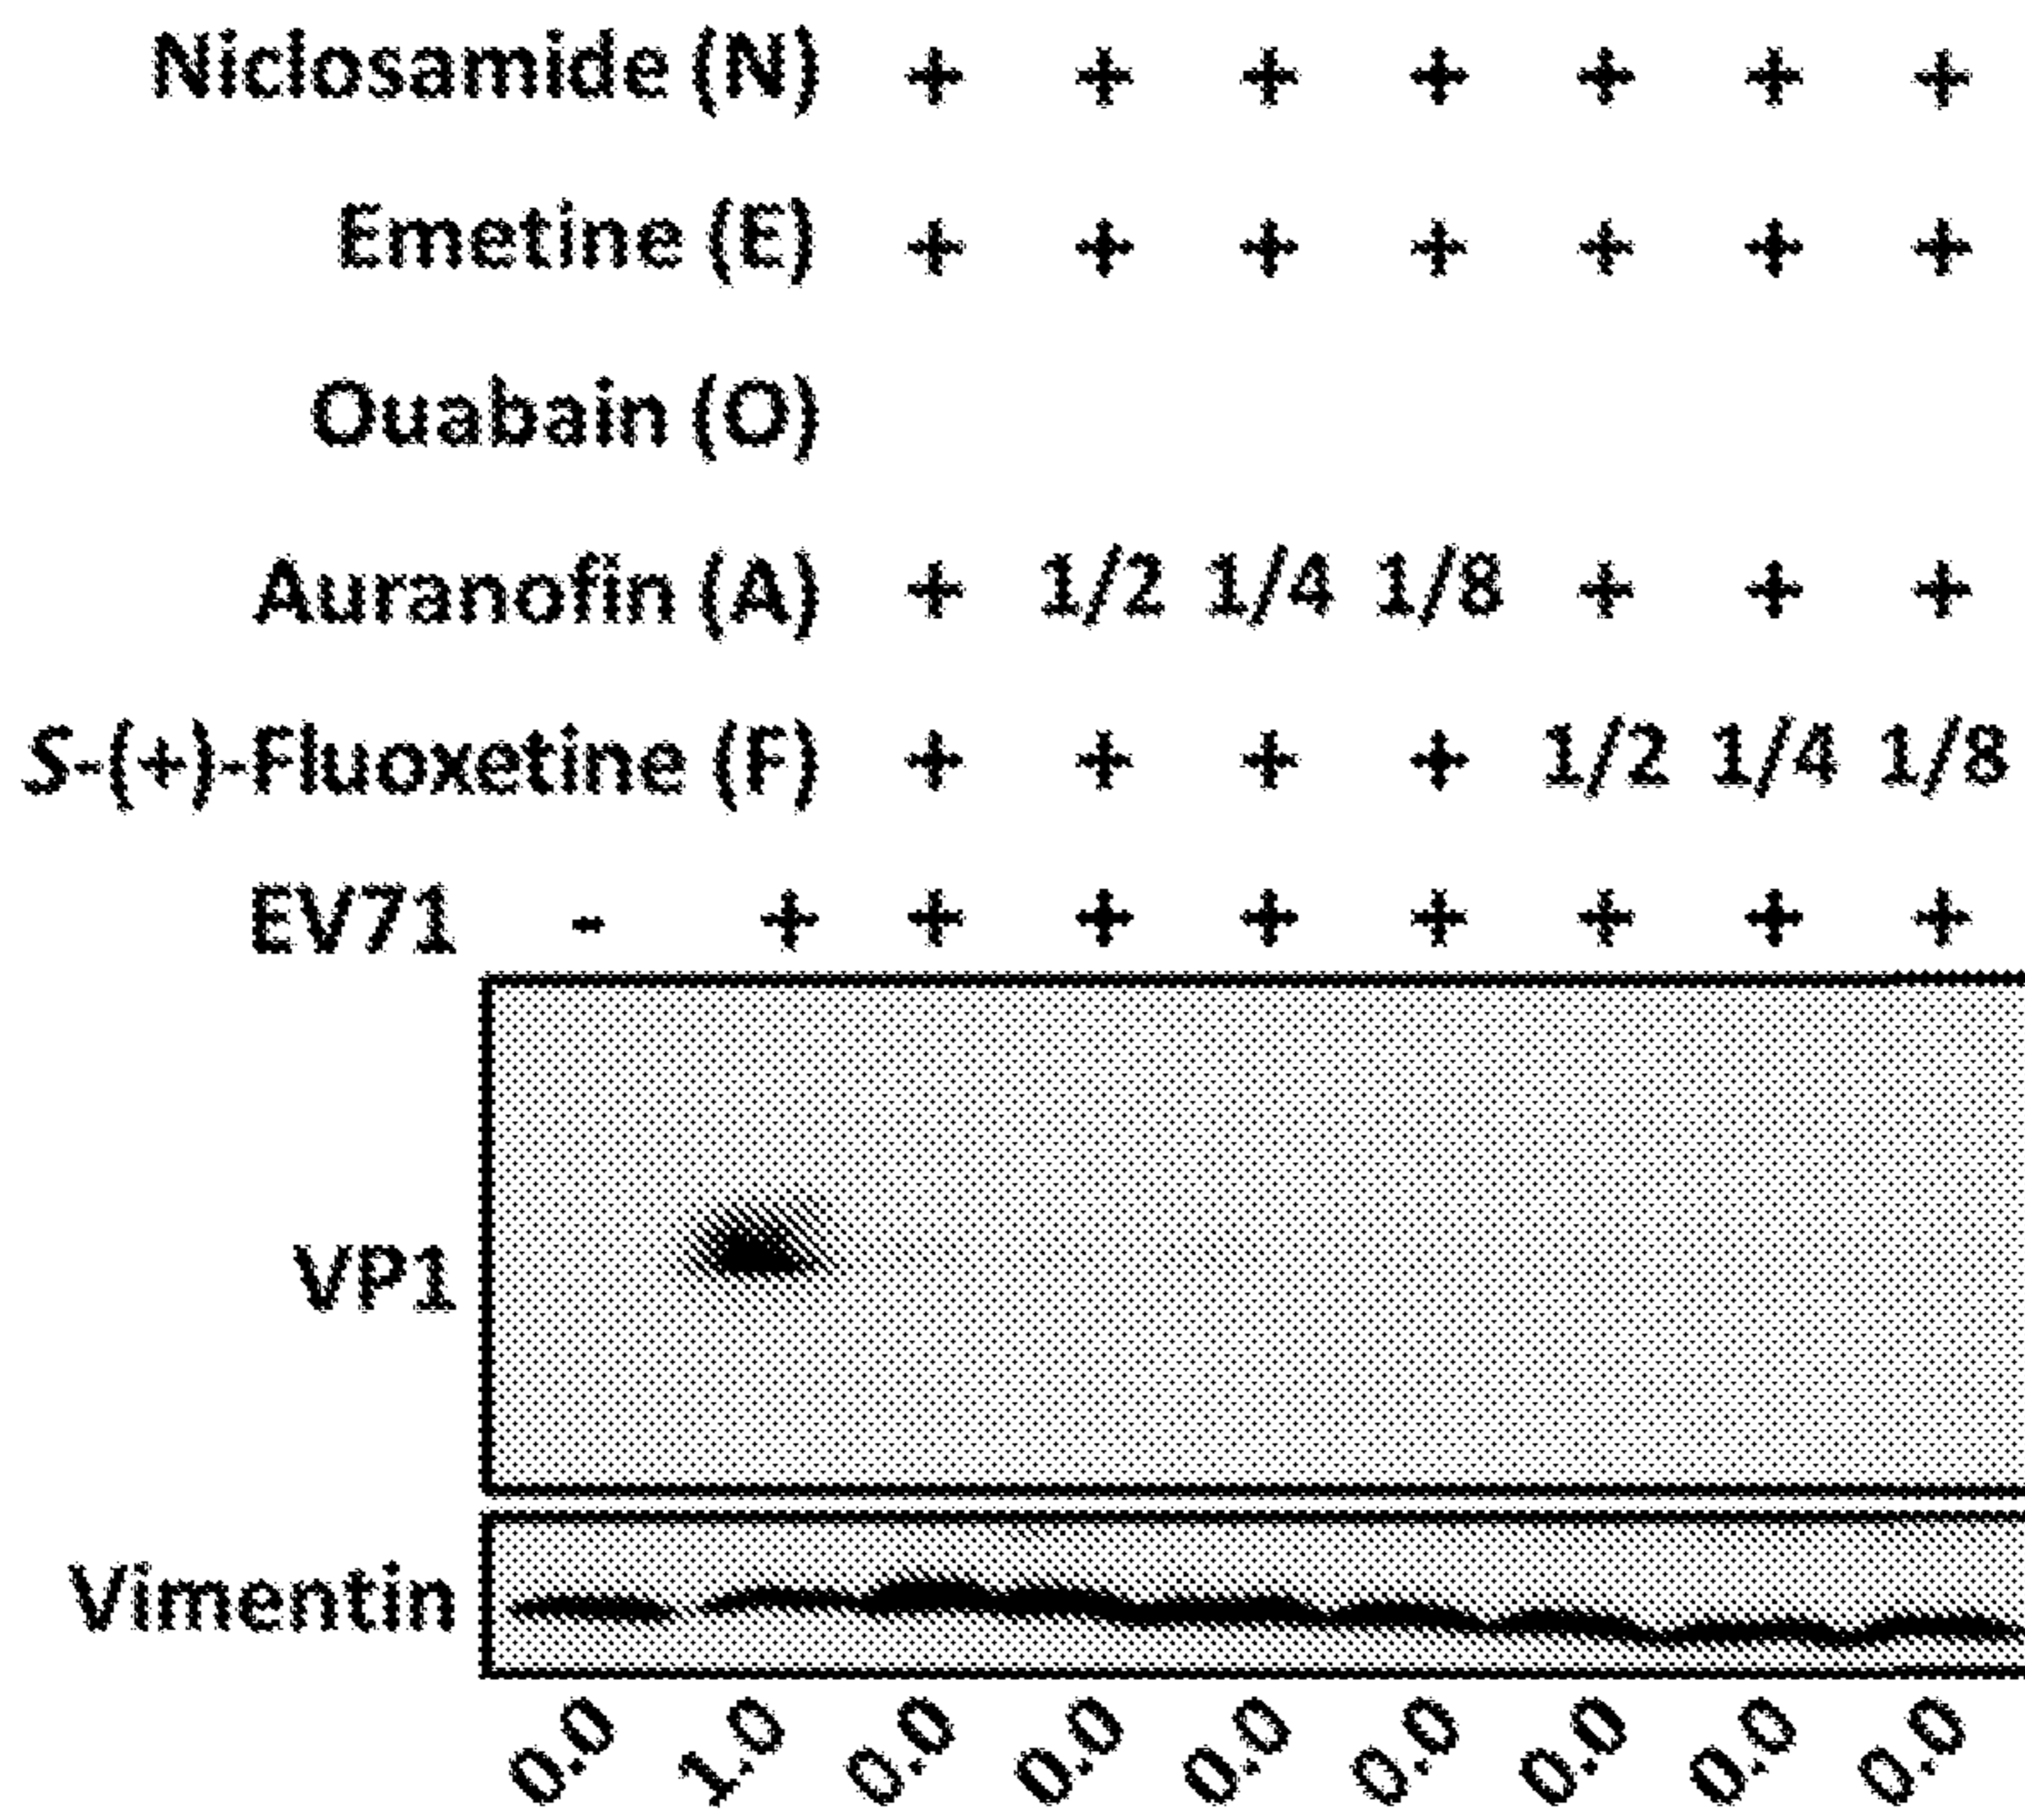 Niclosamide (N) + + + + + + +
Emetine (E) + + + + + + +
Ouabain (O)
Auranofin (A) + 1/2 1/4 1/8 + + +
S-(+)-Fluoxetine (F) + + + + 1/2 1/4 1/8
EV71 - + + + + + + + +
VP1
Vimentin
0.0 1.0 0.0 0.0 0.0 0.0 0.0 0.0 0.0